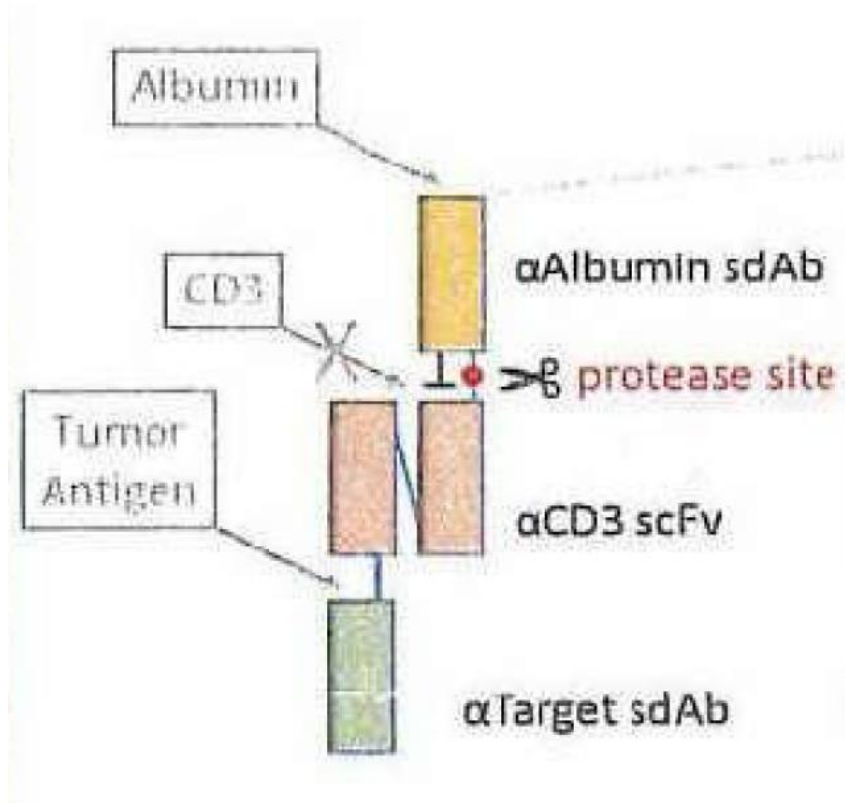 Albumin
αAlbumin sdAb
CD3
protease site
Tumor
Antigen
αCD3 scFv
αTarget sdAb